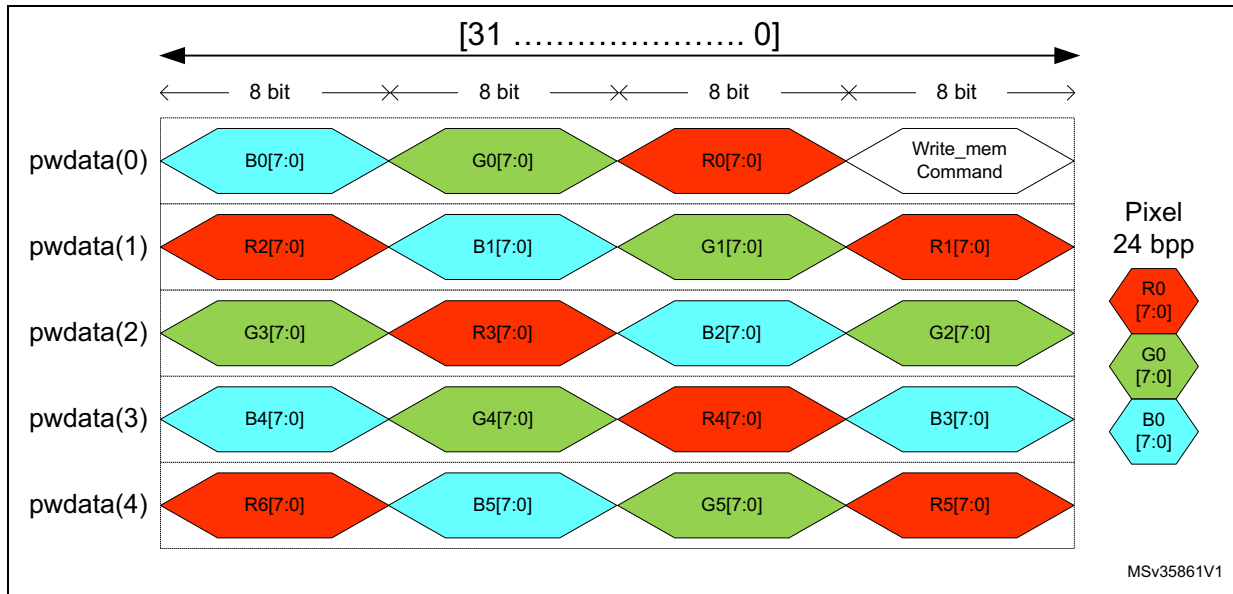 [31 ...................... 0]
8 bit 8 bit 8 bit 8 bit
pwdata(0) B0[7:0] G0[7:0] R0[7:0] Write_mem
Command
pwdata(1) R2[7:0] B1[7:0] G1[7:0] R1[7:0]
pwdata(2) G3[7:0] R3[7:0] B2[7:0] G2[7:0]
pwdata(3) B4[7:0] G4[7:0] R4[7:0] B3[7:0]
pwdata(4) R6[7:0] B5[7:0] G5[7:0] R5[7:0]
Pixel
24 bpp
R0
[7:0]
G0
[7:0]
B0
[7:0]
MSv35861V1